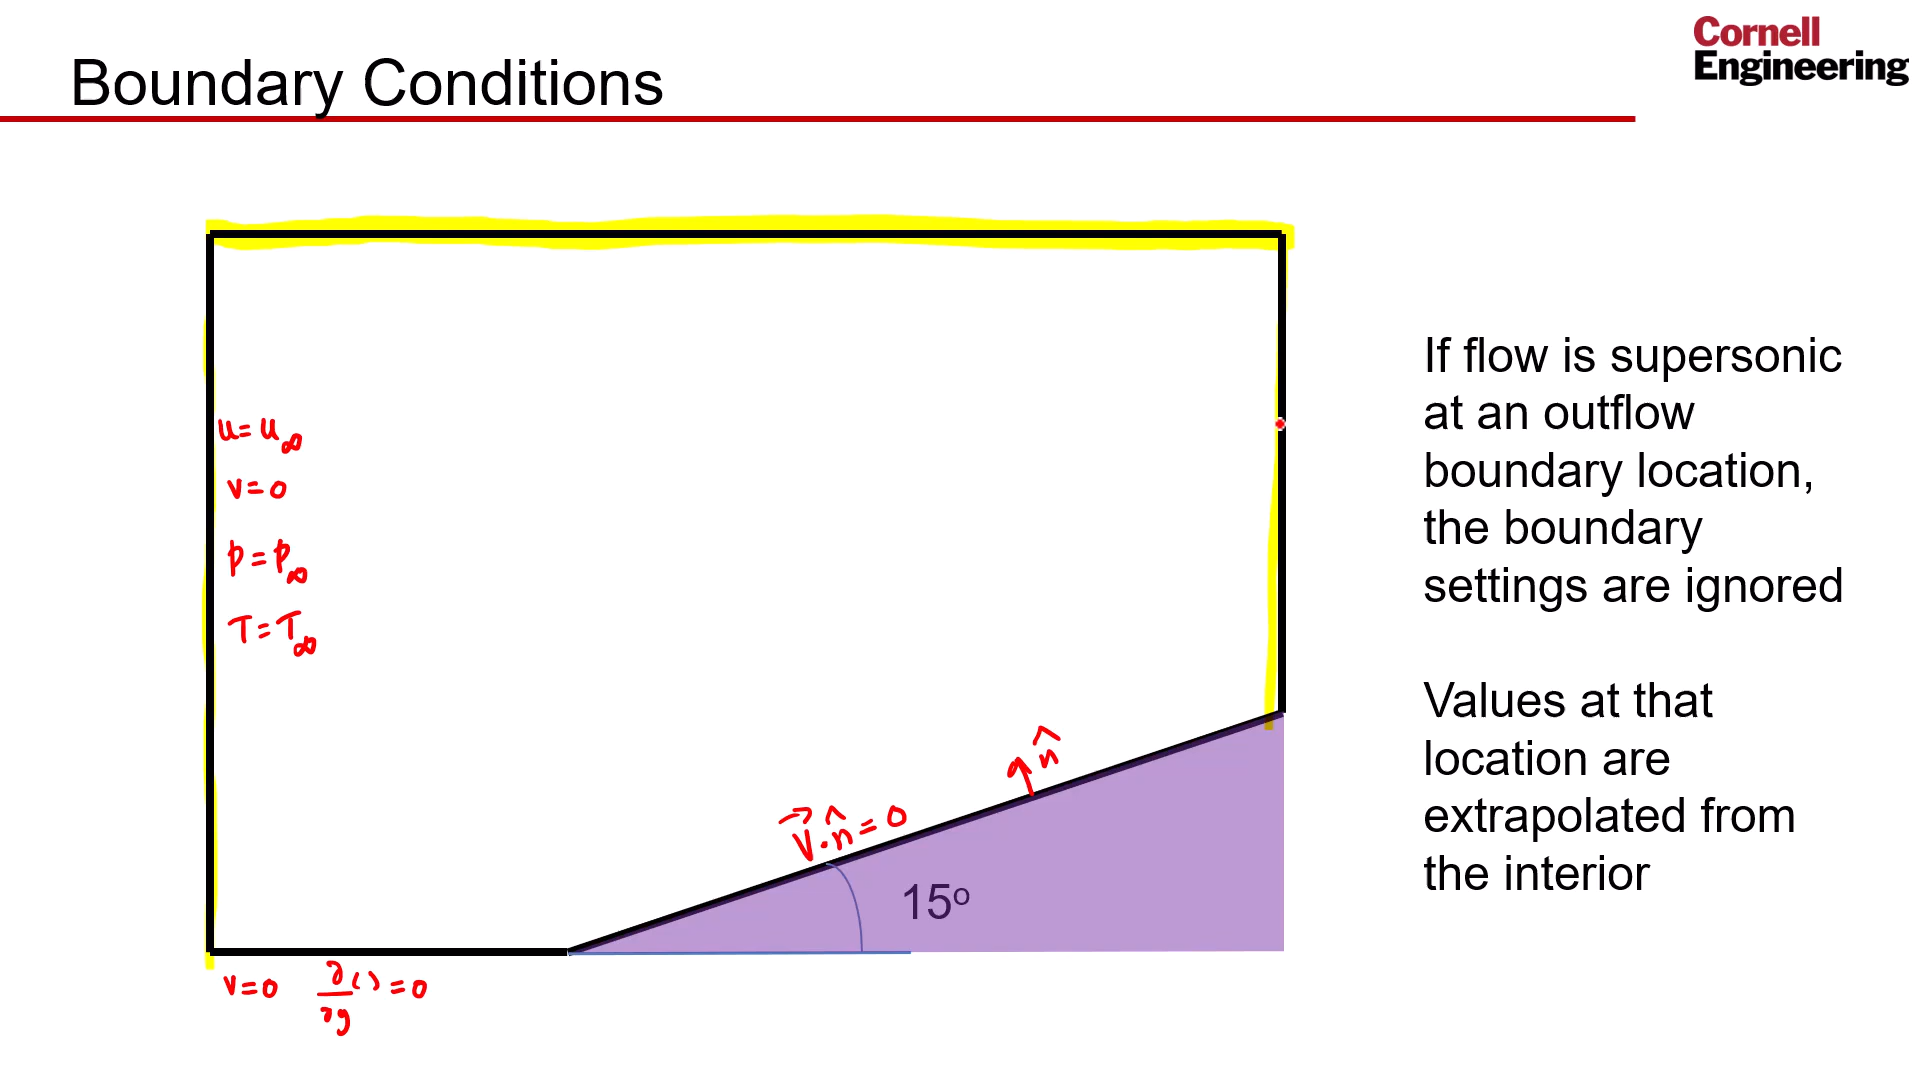 Cornell
Engineering
Boundary Conditions
u=u∞
v=0
p=p∞
T=T∞
If flow is supersonic
at an outflow
boundary location,
the boundary
settings are ignored
Values at that
location are
extrapolated from
the interior
n̂
V⃗·n̂=0
15º
v=0 ∂/∂y ( )=0